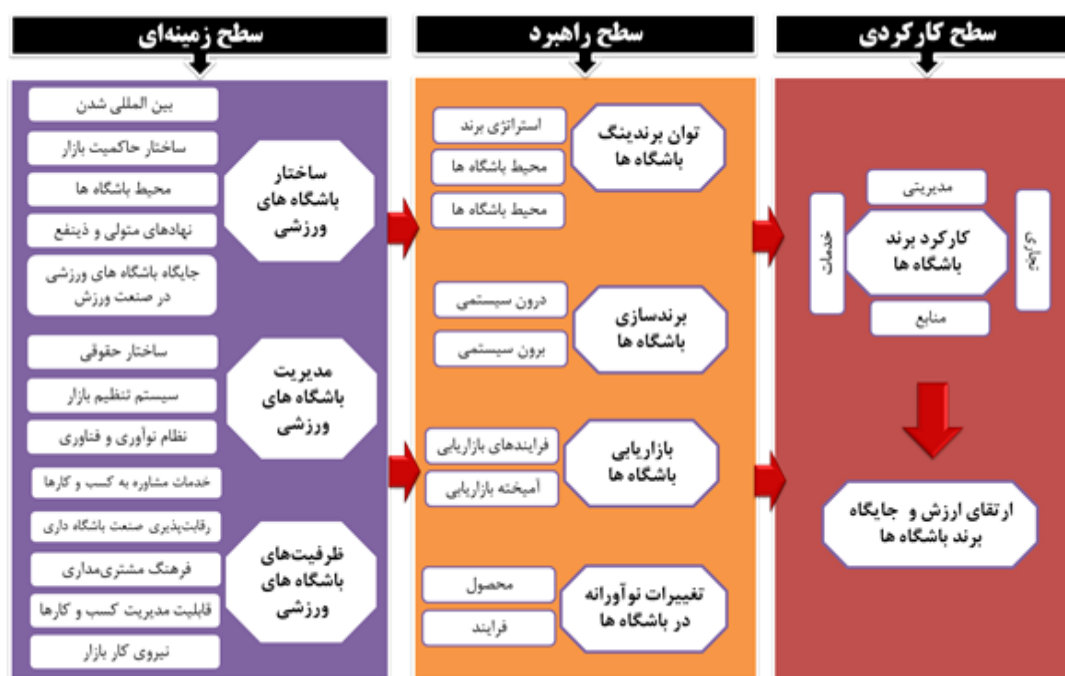 سطح زمینه‌ای
بین المللی شدن
ساختار حاکمیت بازار
محیط باشگاه ها
نهادهای متولی و ذینفع
جایگاه باشگاه های ورزشی
در صنعت ورزش
ساختار
باشگاه های
ورزشی
ساختار حقوقی
سیستم تنظیم بازار
نظام نوآوری و فناوری
مدیریت
باشگاه های
ورزشی
خدمات مشاوره به کسب و کارها
رقابت‌پذیری صنعت باشگاه داری
فرهنگ مشتری‌مداری
قابلیت مدیریت کسب و کارها
نیروی کار بازار
ظرفیت‌های
باشگاه های
ورزشی
سطح راهبرد
توان برندینگ
باشگاه ها
استراتژی برند
محیط باشگاه ها
محیط باشگاه ها
برندسازی
باشگاه ها
درون سیستمی
برون سیستمی
بازاریابی
باشگاه ها
فرایندهای بازاریابی
آمیخته بازاریابی
تغییرات نوآورانه
در باشگاه ها
محصول
فرایند
سطح کارکردی
مدیریتی
تجاری
کارکرد برند
باشگاه ها
خدمات
منابع
ارتقای ارزش و جایگاه
برند باشگاه ها